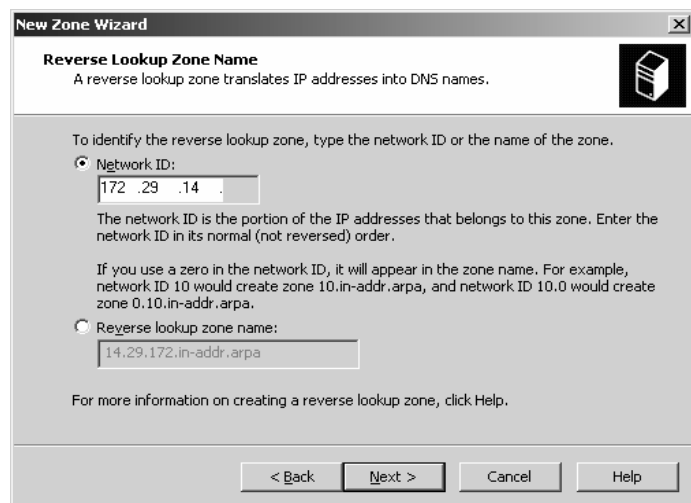 New Zone Wizard
Reverse Lookup Zone Name
A reverse lookup zone translates IP addresses into DNS names.
To identify the reverse lookup zone, type the network ID or the name of the zone.
Network ID:
172 .29 .14 .
The network ID is the portion of the IP addresses that belongs to this zone. Enter the
network ID in its normal (not reversed) order.
If you use a zero in the network ID, it will appear in the zone name. For example,
network ID 10 would create zone 10.in-addr.arpa, and network ID 10.0 would create
zone 0.10.in-addr.arpa.
Reverse lookup zone name:
14.29.172.in-addr.arpa
For more information on creating a reverse lookup zone, click Help.
< Back Next > Cancel Help